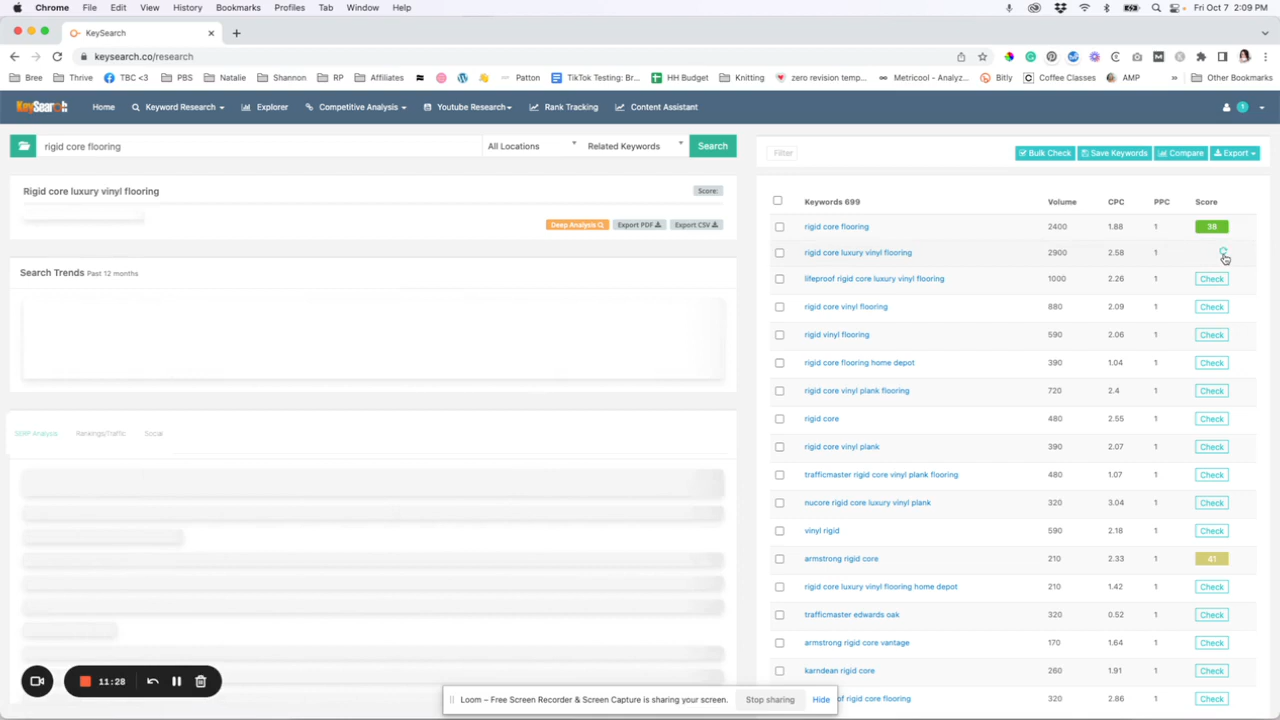 Chrome File Edit View History Bookmarks Profiles Tab Window Help Fri Oct 7 2:09 PM
KeySearch
keysearch.co/research
Bree Thrive TBC <3 PBS Natalie Shannon RP Affiliates Patton TikTok Testing: Br... HH Budget Knitting zero revision temp... Metricool - Analyz... Bitly Coffee Classes AMP » Other Bookmarks
KeySearch Home Keyword Research Explorer Competitive Analysis Youtube Research Rank Tracking Content Assistant 1
rigid core flooring All Locations Related Keywords Search
Filter Bulk Check Save Keywords Compare Export
Rigid core luxury vinyl flooring Score:
Deep Analysis Export PDF Export CSV
Search Trends Past 12 months
SERP Analysis Rankings/Traffic Social
Keywords 699 Volume CPC PPC Score
rigid core flooring 2400 1.88 1 38
rigid core luxury vinyl flooring 2900 2.58 1
lifeproof rigid core luxury vinyl flooring 1000 2.26 1 Check
rigid core vinyl flooring 880 2.09 1 Check
rigid vinyl flooring 590 2.06 1 Check
rigid core flooring home depot 390 1.04 1 Check
rigid core vinyl plank flooring 720 2.4 1 Check
rigid core 480 2.55 1 Check
rigid core vinyl plank 390 2.07 1 Check
trafficmaster rigid core vinyl plank flooring 480 1.07 1 Check
nucore rigid core luxury vinyl plank 320 3.04 1 Check
vinyl rigid 590 2.18 1 Check
armstrong rigid core 210 2.33 1 41
rigid core luxury vinyl flooring home depot 210 1.42 1 Check
trafficmaster edwards oak 320 0.52 1 Check
armstrong rigid core vantage 170 1.64 1 Check
karndean rigid core 260 1.91 1 Check
of rigid core flooring 320 2.86 1 Check
11:28
Loom – Free Screen Recorder & Screen Capture is sharing your screen. Stop sharing Hide